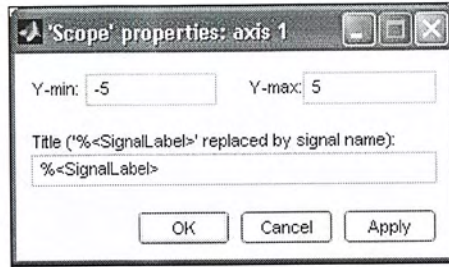 'Scope' properties: axis 1
Y-min: -5 Y-max: 5
Title ('%<SignalLabel>' replaced by signal name):
%<SignalLabel>
OK Cancel Apply